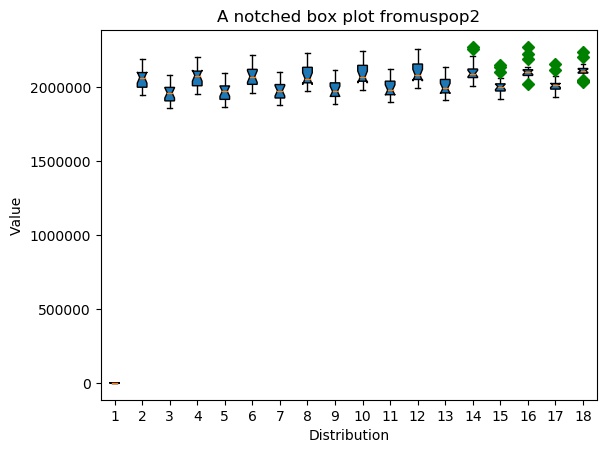 A notched box plot fromuspop2
Value
2000000
1500000
1000000
500000
0
1 2 3 4 5 6 7 8 9 10 11 12 13 14 15 16 17 18
Distribution